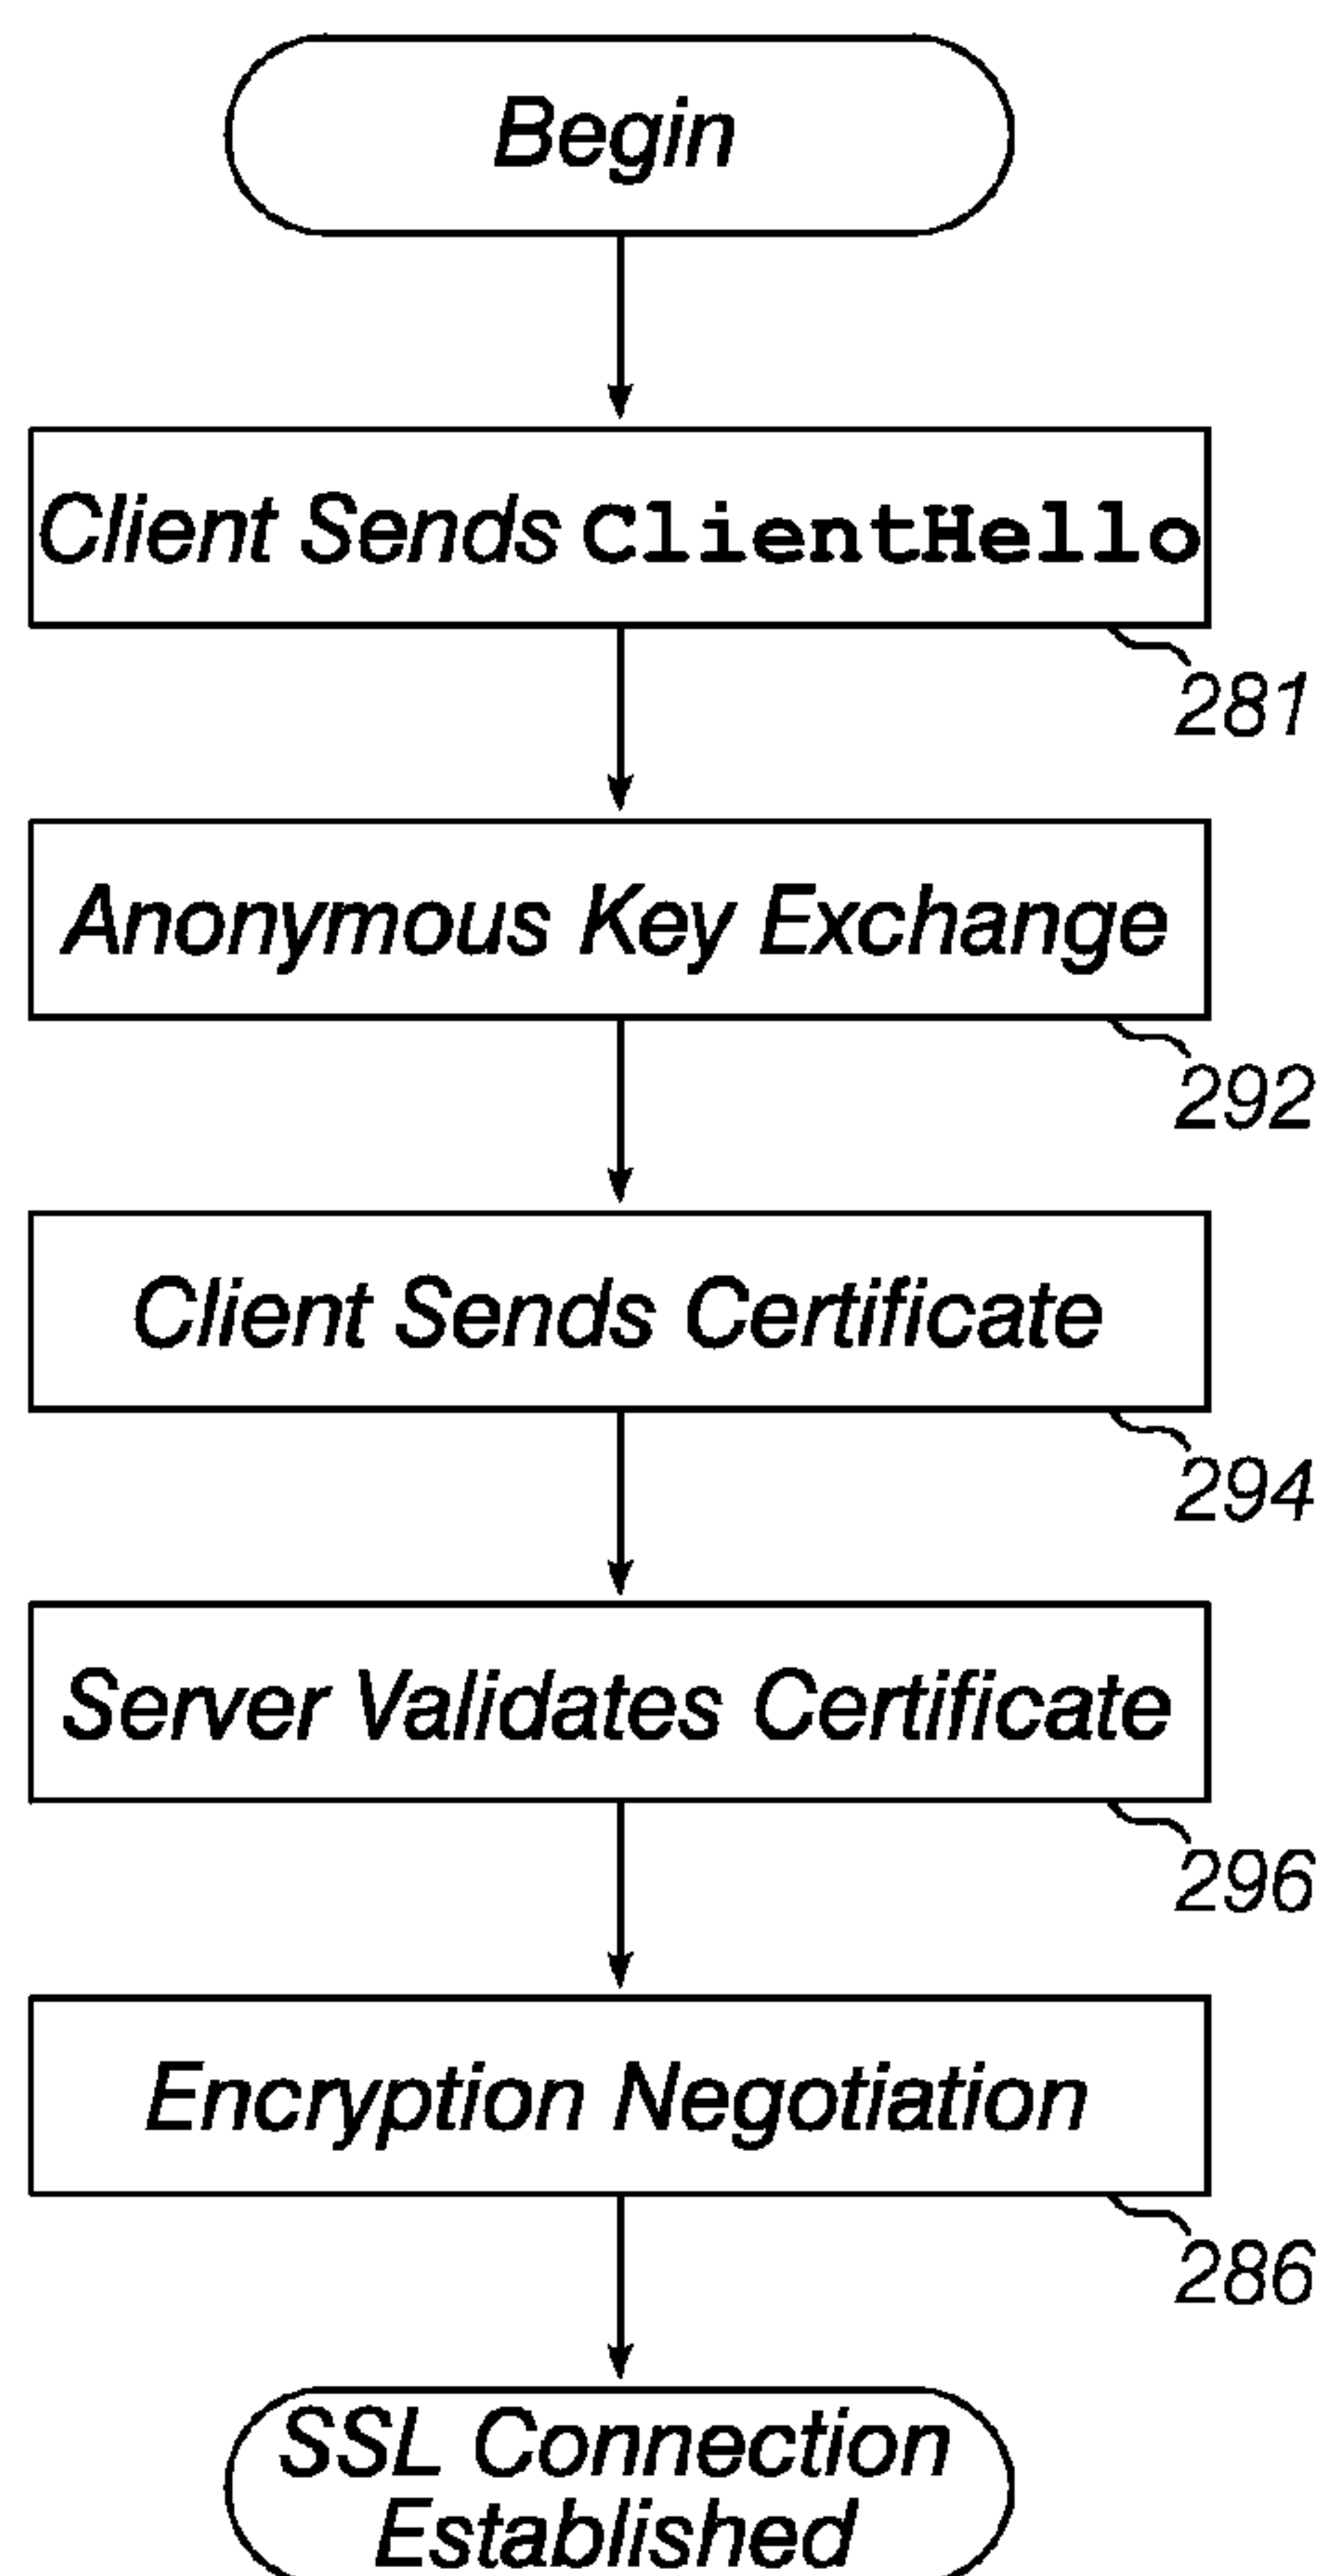 Begin
Client Sends ClientHello
281
Anonymous Key Exchange
292
Client Sends Certificate
294
Server Validates Certificate
296
Encryption Negotiation
286
SSL Connection
Established